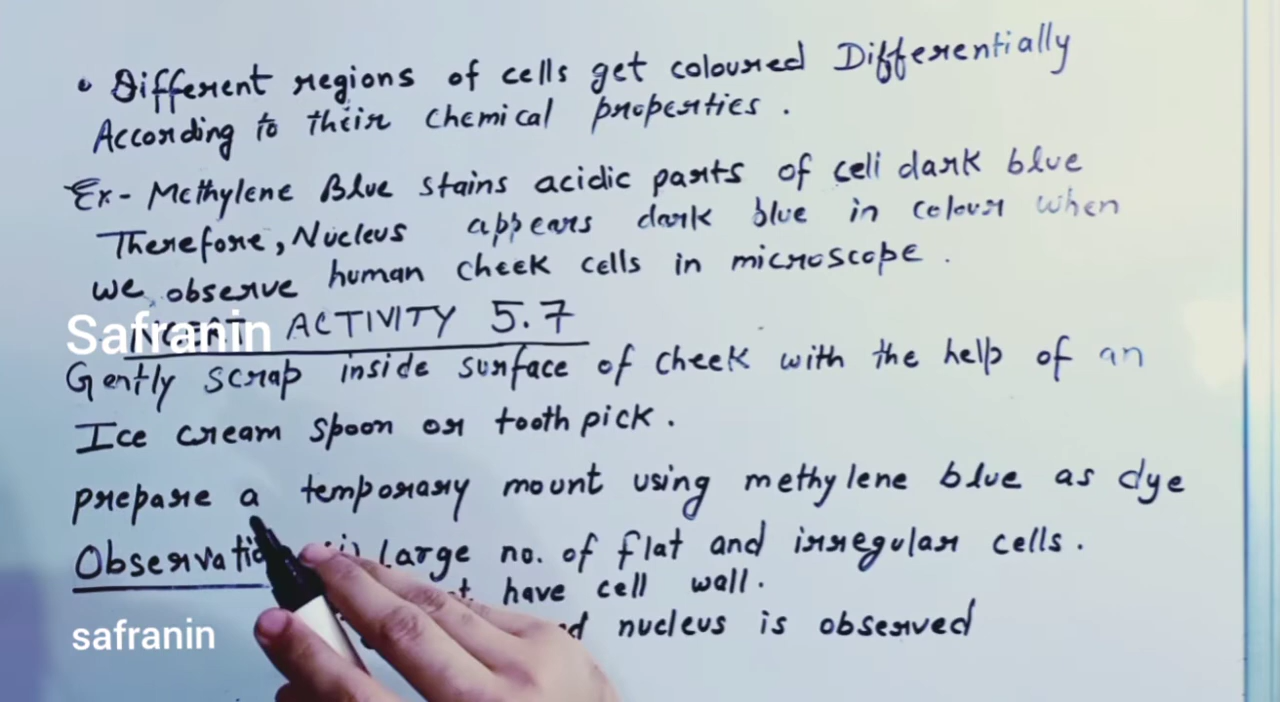 • Different regions of cells get coloured Differentially
According to their chemical properties.
Ex- Methylene Blue stains acidic parts of cell dark blue
Therefore, Nucleus appears dark blue in colour when
we observe human cheek cells in microscope.
Safranin
ACTIVITY 5.7
Gently scrap inside surface of cheek with the help of an
Ice cream spoon or tooth pick.
prepare a temporary mount using methylene blue as dye
large no. of flat and irregular cells.
have cell wall.
nucleus is observed
safranin